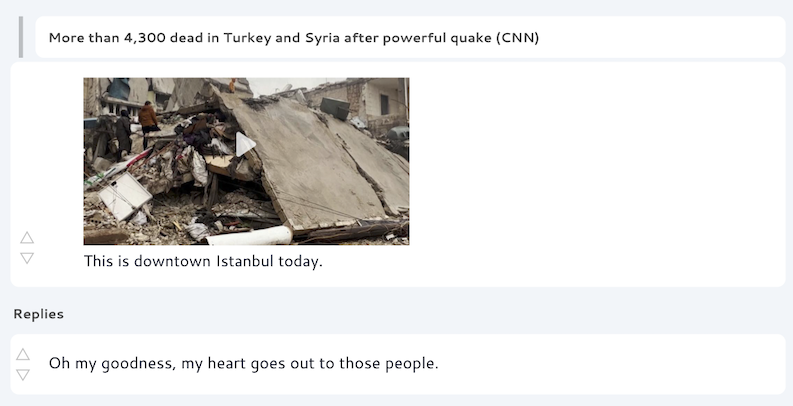 More than 4,300 dead in Turkey and Syria after powerful quake (CNN)
This is downtown Istanbul today.
Replies
Oh my goodness, my heart goes out to those people.